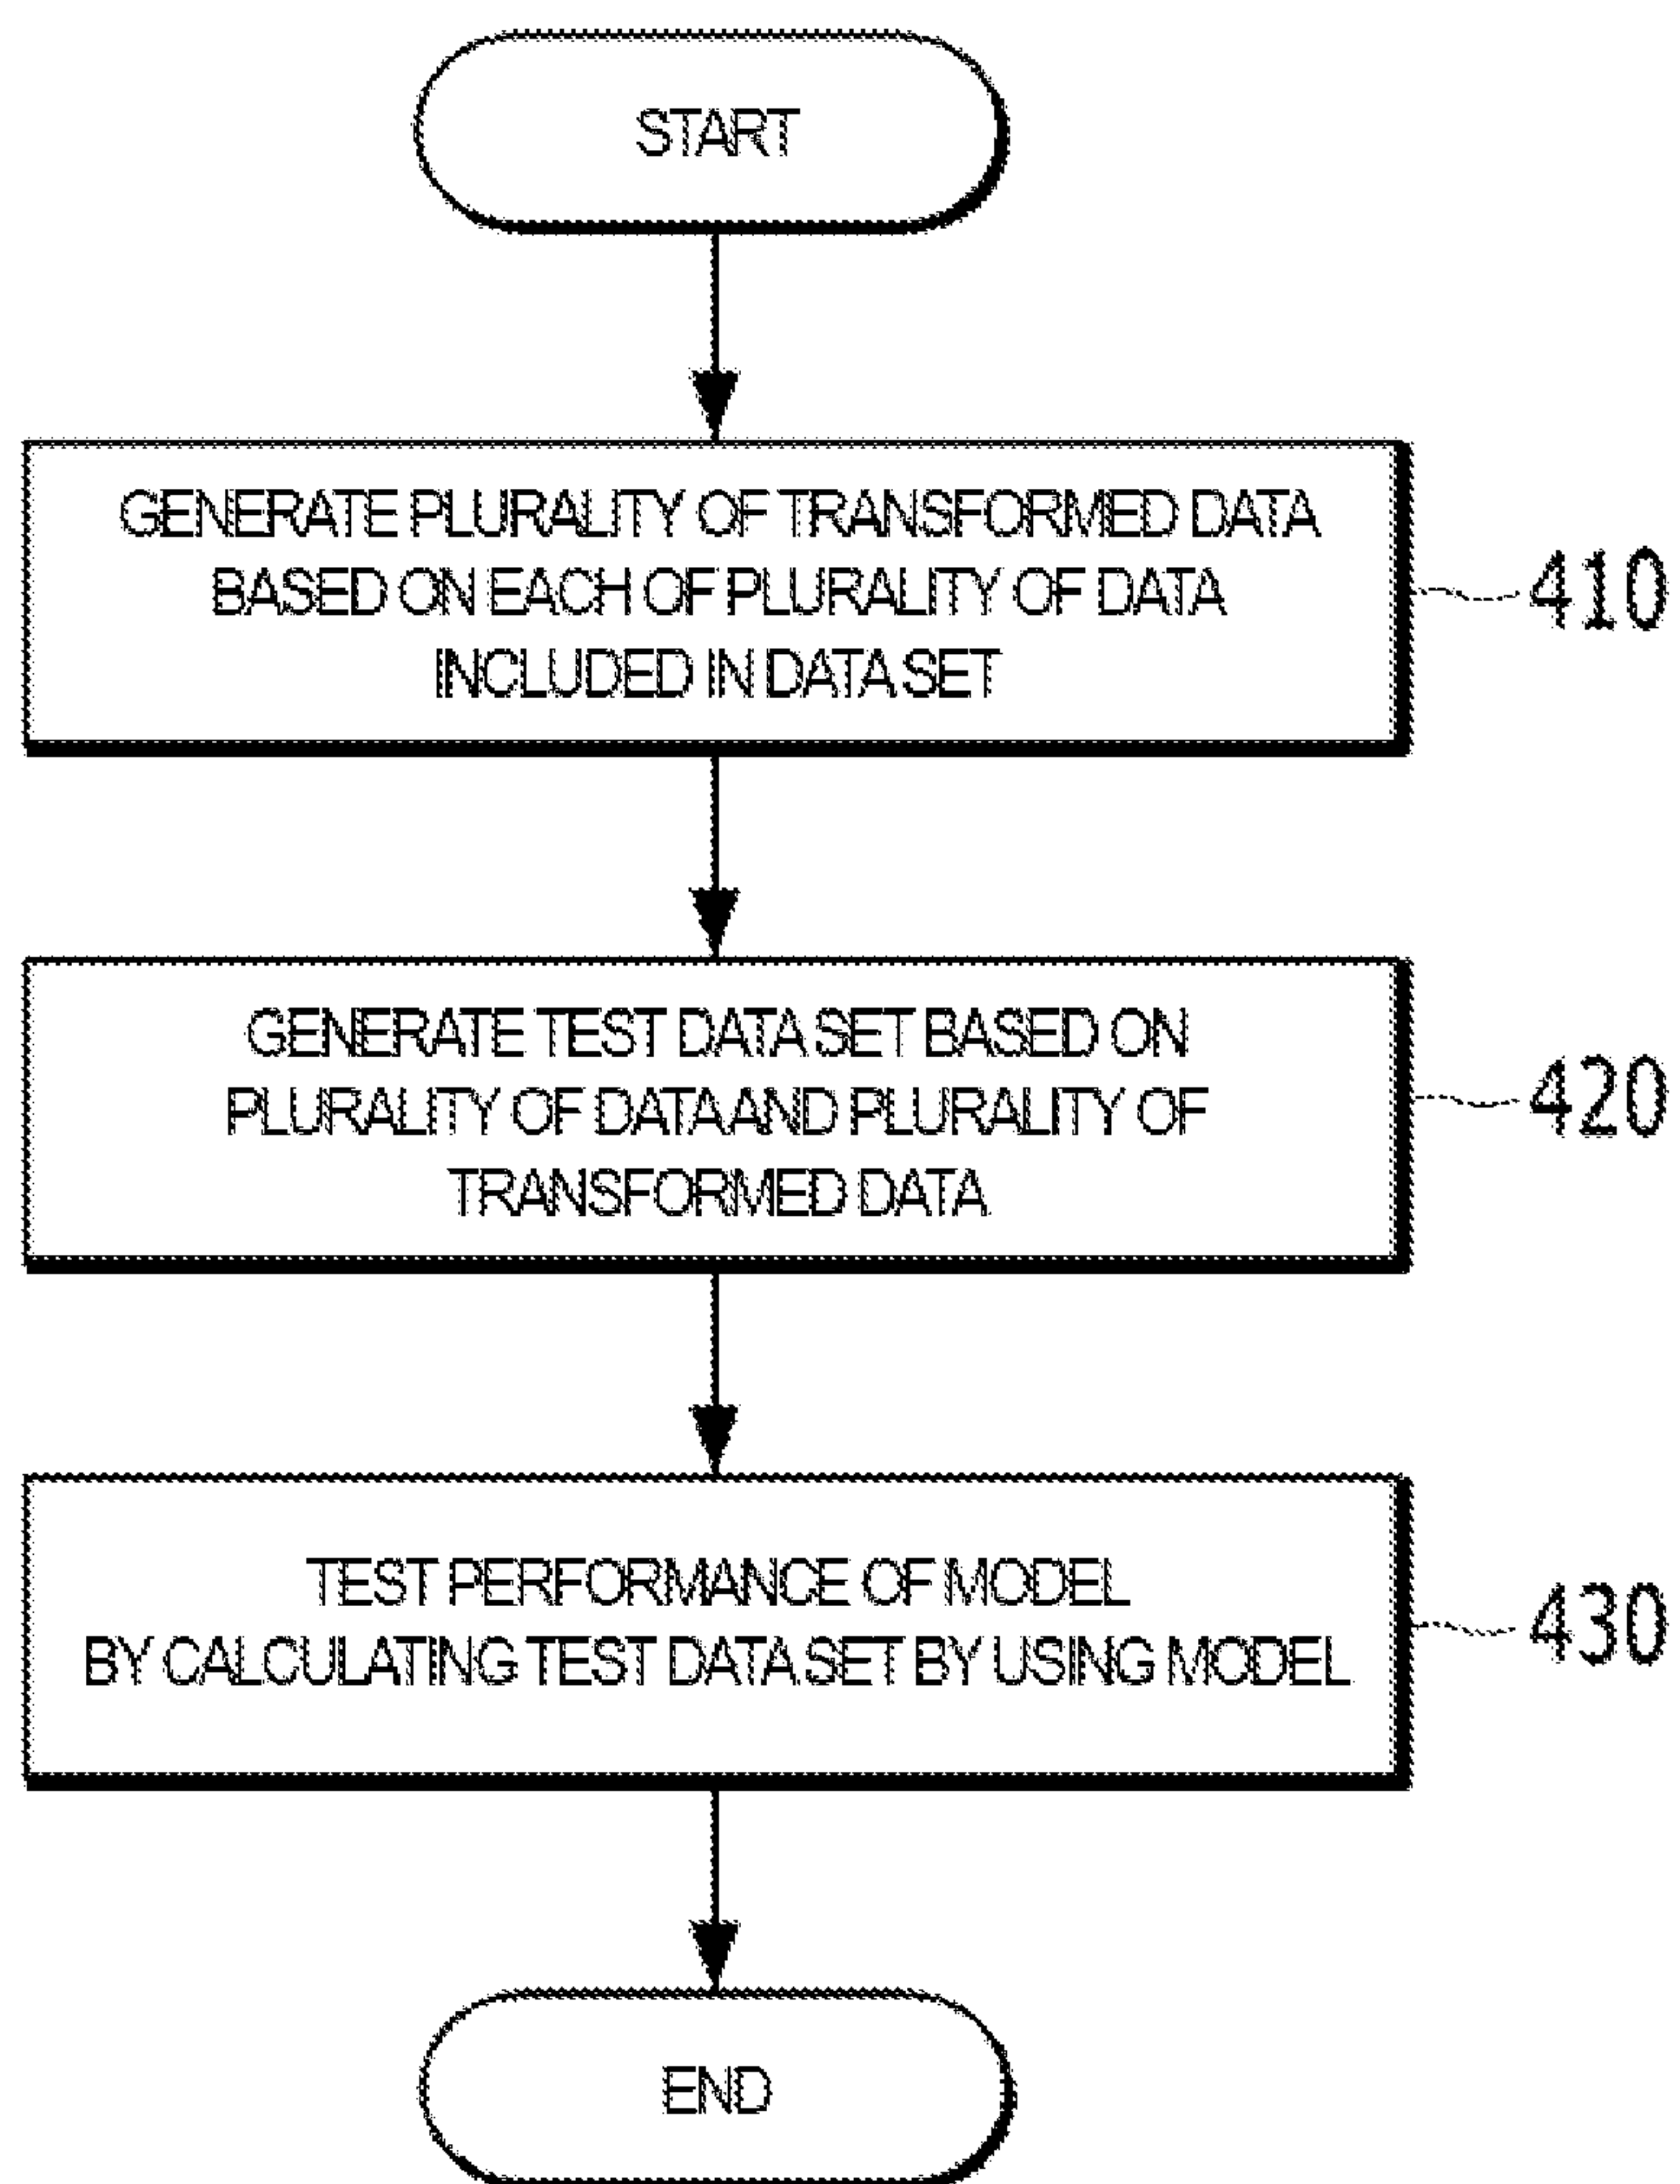 START
GENERATE PLURALITY OF TRANSFORMED DATA
BASED ON EACH OF PLURALITY OF DATA
INCLUDED IN DATA SET
410
GENERATE TEST DATA SET BASED ON
PLURALITY OF DATA AND PLURALITY OF
TRANSFORMED DATA
420
TEST PERFORMANCE OF MODEL
BY CALCULATING TEST DATA SET BY USING MODEL
430
END